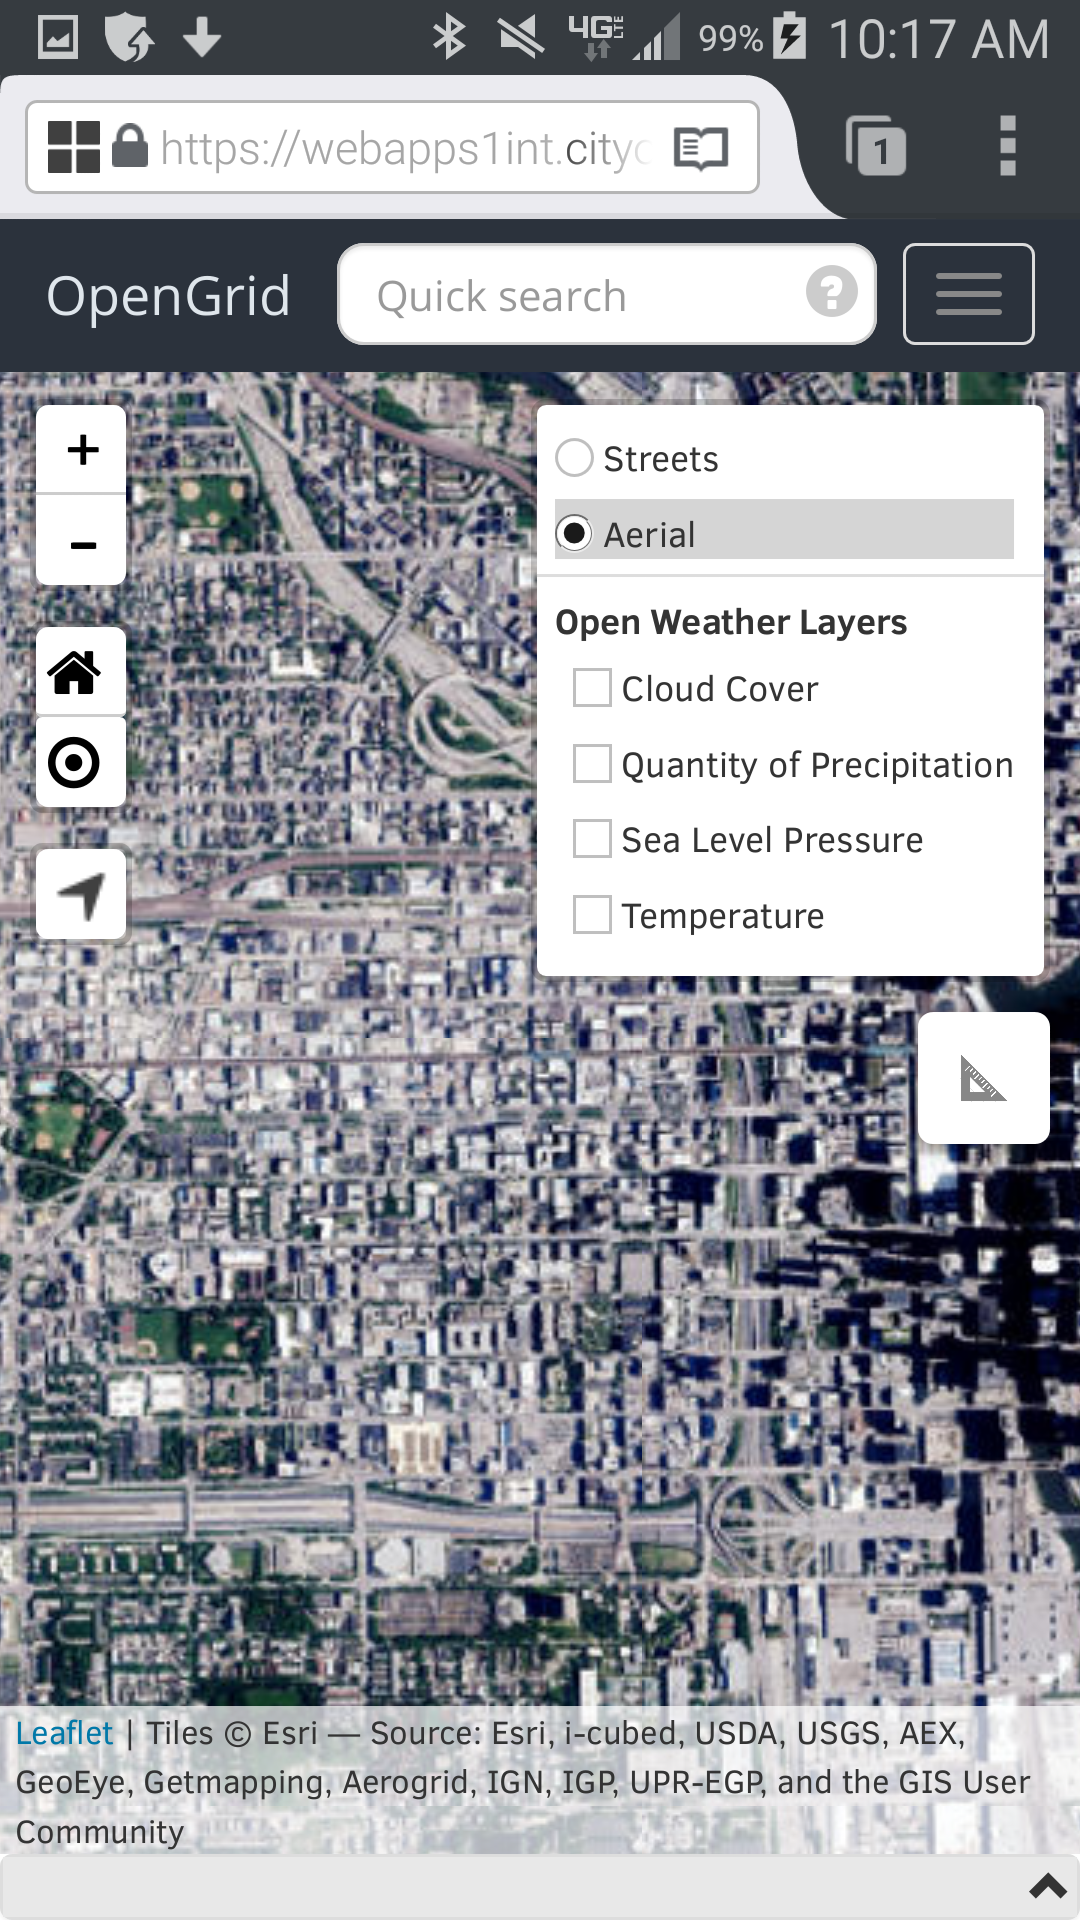 4G LTE 99% 10:17 AM
https://webapps1int.city
1
OpenGrid
Quick search
?
+
Streets
Aerial
–
Open Weather Layers
Cloud Cover
Quantity of Precipitation
Sea Level Pressure
Temperature
Leaflet | Tiles © Esri — Source: Esri, i-cubed, USDA, USGS, AEX,
GeoEye, Getmapping, Aerogrid, IGN, IGP, UPR-EGP, and the GIS User
Community